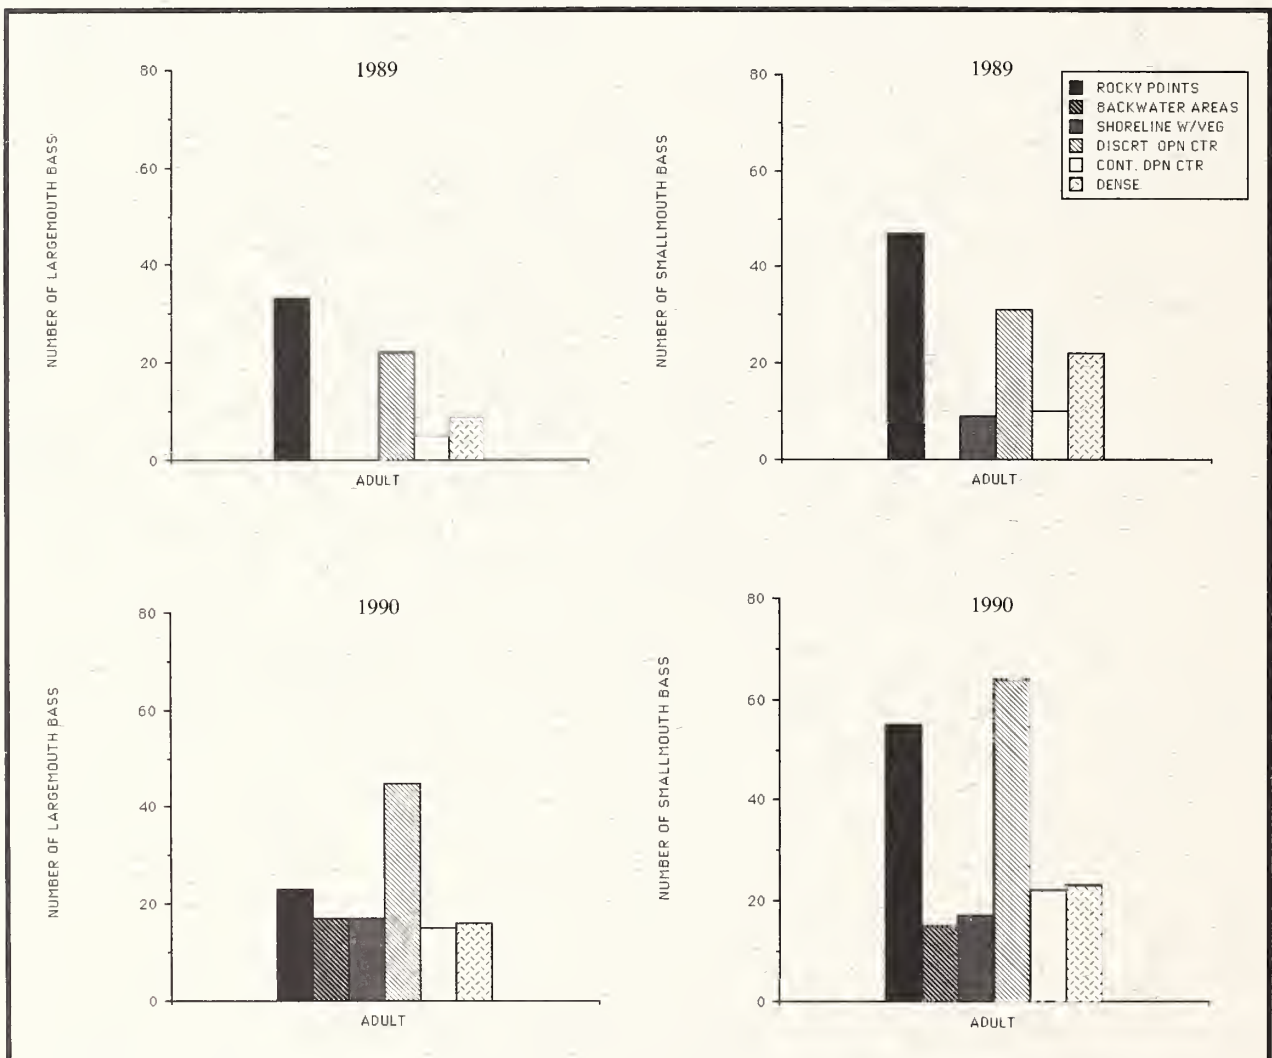 1989
NUMBER OF LARGEMOUTH BASS
80
60
40
20
0
ADULT
1989
NUMBER OF SMALLMOUTH BASS
80
60
40
20
0
ADULT
ROCKY POINTS
BACKWATER AREAS
SHORELINE W/VEG
DISCRT. OPN CTR
CONT. OPN CTR
DENSE
1990
NUMBER OF LARGEMOUTH BASS
80
60
40
20
0
ADULT
1990
NUMBER OF SMALLMOUTH BASS
80
60
40
20
0
ADULT